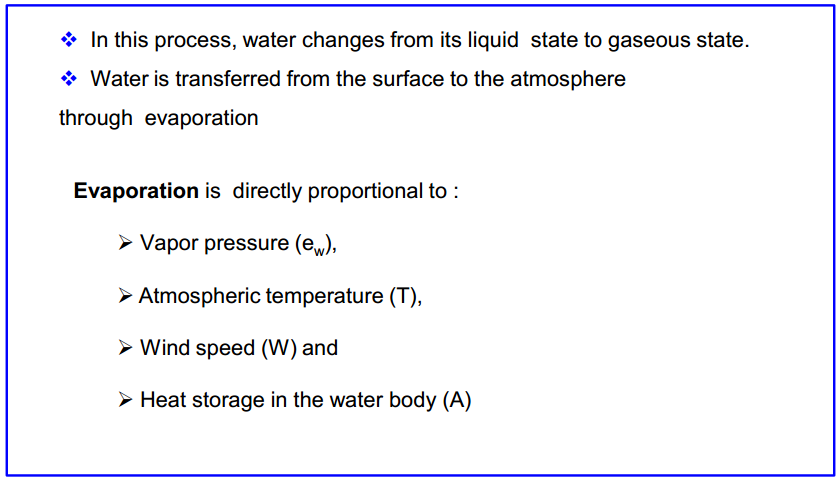 ❖ In this process, water changes from its liquid state to gaseous state.
❖ Water is transferred from the surface to the atmosphere
through evaporation
Evaporation is directly proportional to :
➢ Vapor pressure (ew),
➢ Atmospheric temperature (T),
➢ Wind speed (W) and
➢ Heat storage in the water body (A)